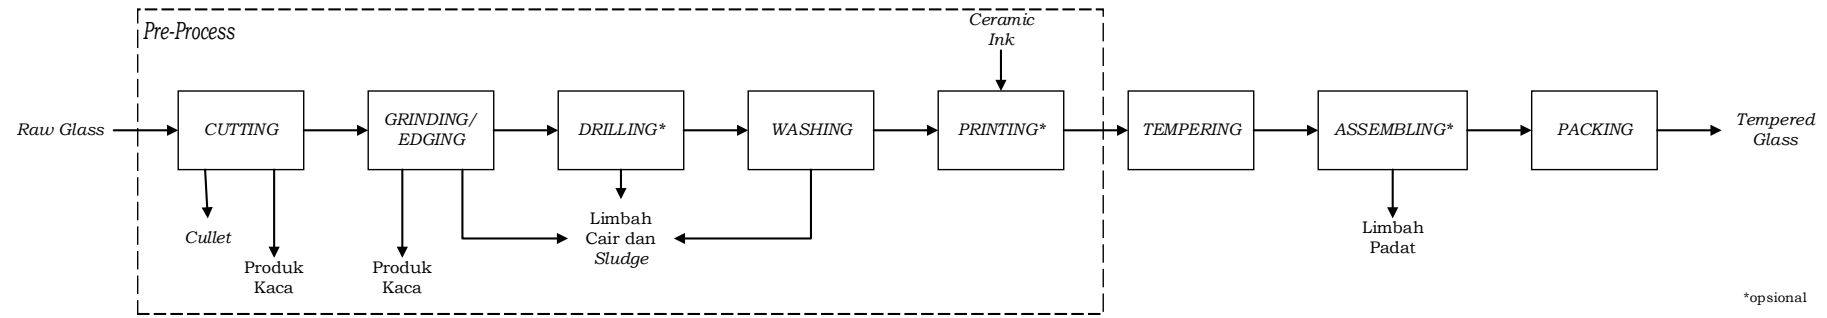 Pre-Process
Ceramic
Ink
Raw Glass
CUTTING
GRINDING/
EDGING
DRILLING*
WASHING
PRINTING*
TEMPERING
ASSEMBLING*
PACKING
Tempered
Glass
Cullet
Produk
Kaca
Produk
Kaca
Limbah
Cair dan
Sludge
Limbah
Padat
*opsional